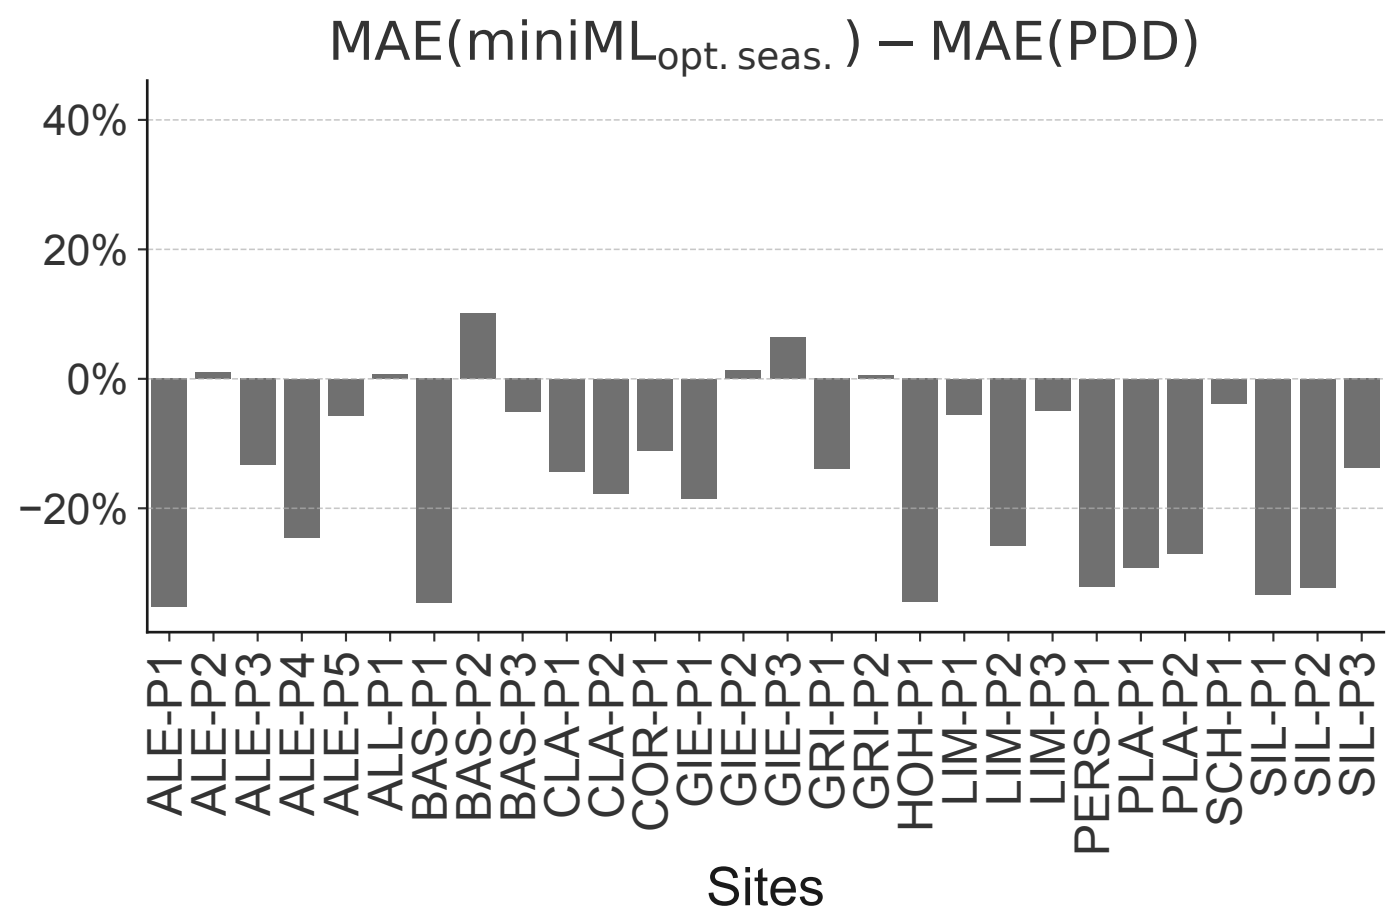 MAE(miniMLopt. seas.) − MAE(PDD)
40%
20%
0%
−20%
ALE-P1
ALE-P2
ALE-P3
ALE-P4
ALE-P5
ALL-P1
BAS-P1
BAS-P2
BAS-P3
CLA-P1
CLA-P2
COR-P1
GIE-P1
GIE-P2
GIE-P3
GRI-P1
GRI-P2
HOH-P1
LIM-P1
LIM-P2
LIM-P3
PERS-P1
PLA-P1
PLA-P2
SCH-P1
SIL-P1
SIL-P2
SIL-P3
Sites